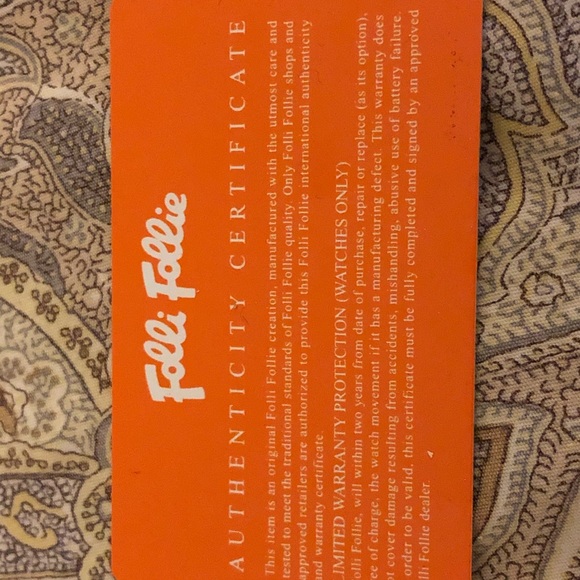 Folli Follie
AUTHENTICITY CERTIFICATE
This item is an original Folli Follie creation, manufactured with the utmost care and
tested to meet the traditional standards of Folli Follie quality. Only Folli Follie shops and
approved retailers are authorized to provide this Folli Follie international authenticity
and warranty certificate.
LIMITED WARRANTY PROTECTION (WATCHES ONLY)
olli Follie, will within two years from date of purchase, repair or replace (as its option),
ee of charge, the watch movement if it has a manufacturing defect. This warranty does
ot cover damage resulting from accidents, mishandling, abusive use of battery failure.
order to be valid, this certificate must be fully completed and signed by an approved
lli Follie dealer.